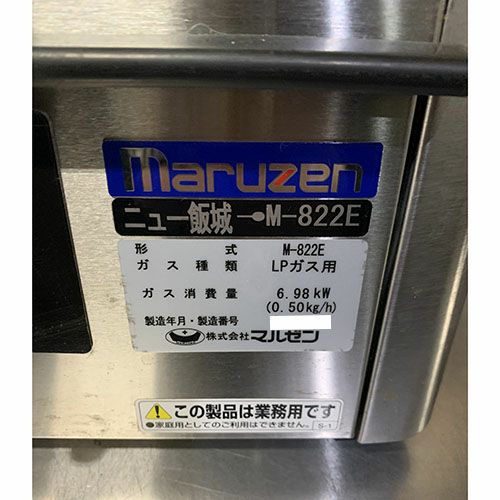 maruzen
ニュー飯城 M-822E
形式 M-822E
ガス種類 LPガス用
ガス消費量 6.98kW
(0.50kg/h)
製造年月・製造番号
株式会社マルゼン
この製品は業務用です
●家庭用としてのご利用はできません。 S-1